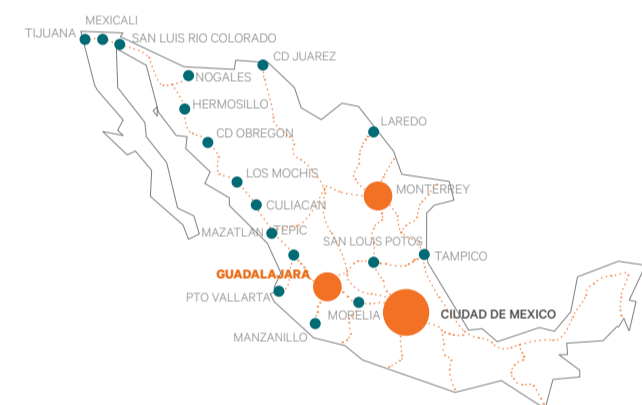 MEXICALI
TIJUANA
SAN LUIS RIO COLORADO
CD JUAREZ
NOGALES
HERMOSILLO
LAREDO
CD OBREGON
LOS MOCHIS
MONTERREY
CULIACAN
MAZATLAN
TEPIC
SAN LOUIS POTOS
TAMPICO
GUADALAJARA
PTO VALLARTA
MORELIA
CIUDAD DE MEXICO
MANZANILLO